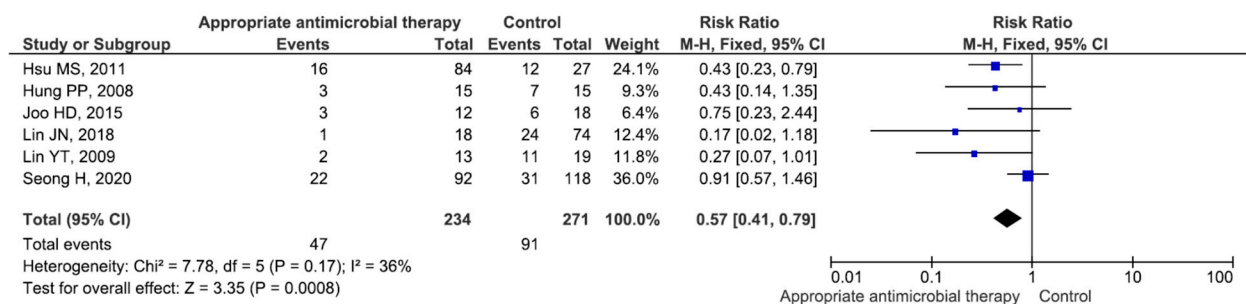 Appropriate antimicrobial therapy Control Risk Ratio Risk Ratio
Study or Subgroup Events Total Events Total Weight M-H, Fixed, 95% CI M-H, Fixed, 95% CI
Hsu MS, 2011 16 84 12 27 24.1% 0.43 [0.23, 0.79]
Hung PP, 2008 3 15 7 15 9.3% 0.43 [0.14, 1.35]
Joo HD, 2015 3 12 6 18 6.4% 0.75 [0.23, 2.44]
Lin JN, 2018 1 18 24 74 12.4% 0.17 [0.02, 1.18]
Lin YT, 2009 2 13 11 19 11.8% 0.27 [0.07, 1.01]
Seong H, 2020 22 92 31 118 36.0% 0.91 [0.57, 1.46]
Total (95% CI) 234 271 100.0% 0.57 [0.41, 0.79]
Total events 47 91
Heterogeneity: Chi² = 7.78, df = 5 (P = 0.17); I² = 36%
Test for overall effect: Z = 3.35 (P = 0.0008)
0.01 0.1 1 10 100
Appropriate antimicrobial therapy Control